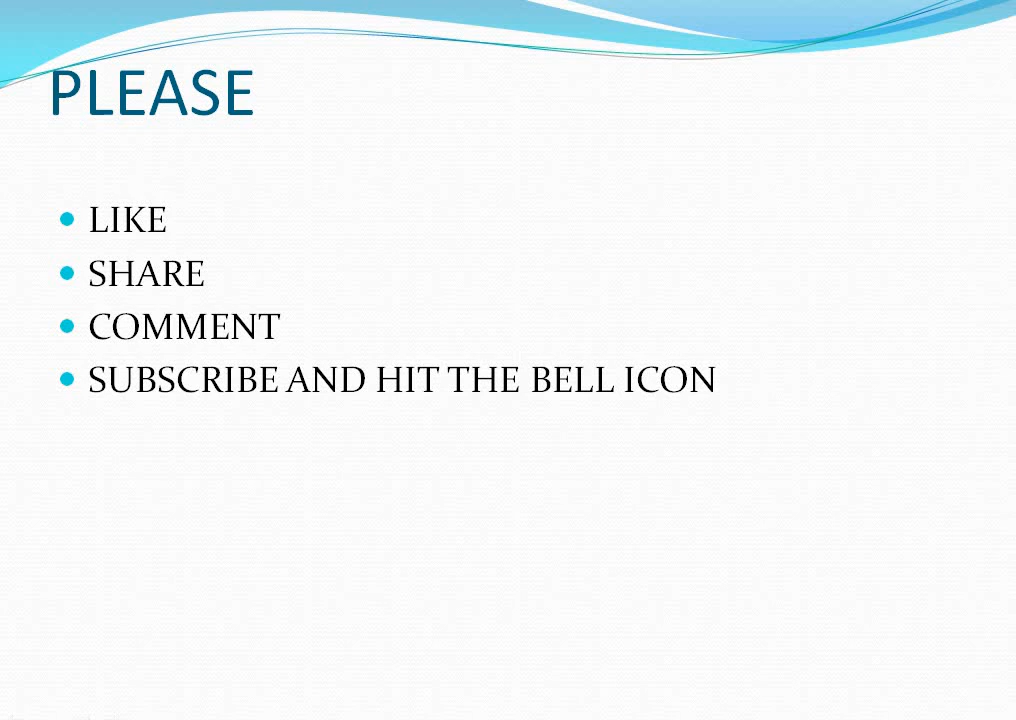 PLEASE
LIKE
SHARE
COMMENT
SUBSCRIBE AND HIT THE BELL ICON